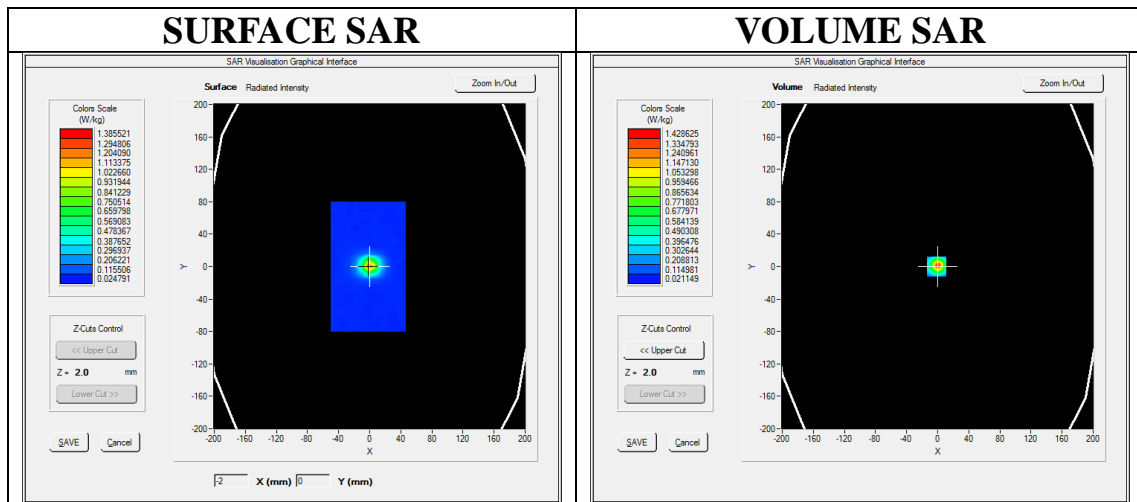 SURFACE SAR
SAR Visualisation Graphical Interface
Surface Radiated Intensity
Zoom In/Out
Colors Scale
(W/kg)
1.385521
1.294806
1.204090
1.113375
1.022660
0.931944
0.841229
0.750514
0.659798
0.569083
0.478367
0.387652
0.296937
0.206221
0.115506
0.024791
Z-Cuts Control
<< Upper Cut
Z = 2.0 mm
Lower Cut >>
SAVE Cancel
200
160
120
80
40
0
-40
-80
-120
-160
-200
Y
-200 -160 -120 -80 -40 0 40 80 120 160 200
X
-2 X (mm) 0 Y (mm)
VOLUME SAR
SAR Visualisation Graphical Interface
Volume Radiated Intensity
Zoom In/Out
Colors Scale
(W/kg)
1.428625
1.334793
1.240961
1.147130
1.053298
0.959466
0.865634
0.771803
0.677971
0.584139
0.490308
0.396476
0.302644
0.208813
0.114981
0.021149
Z-Cuts Control
<< Upper Cut
Z = 2.0 mm
Lower Cut >>
SAVE Cancel
200
160
120
80
40
0
-40
-80
-120
-160
-200
Y
-200 -160 -120 -80 -40 0 40 80 120 160 200
X